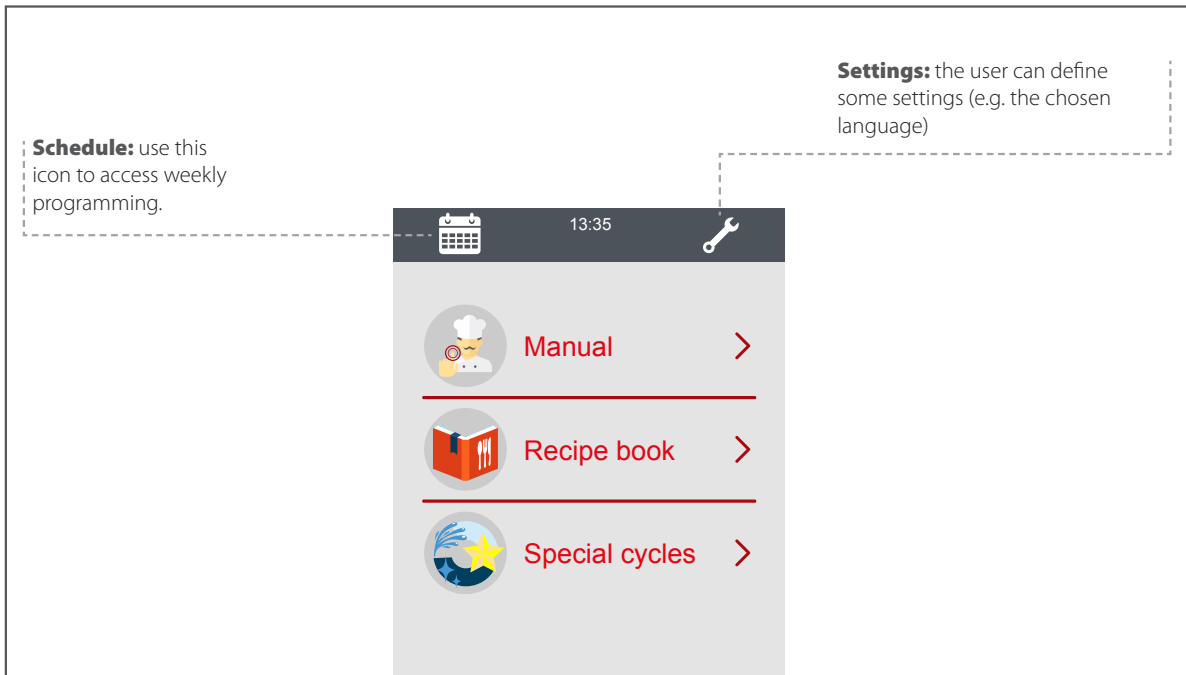 Settings: the user can define
some settings (e.g. the chosen
language)
Schedule: use this
icon to access weekly
programming.
13:35
Manual
Recipe book
Special cycles